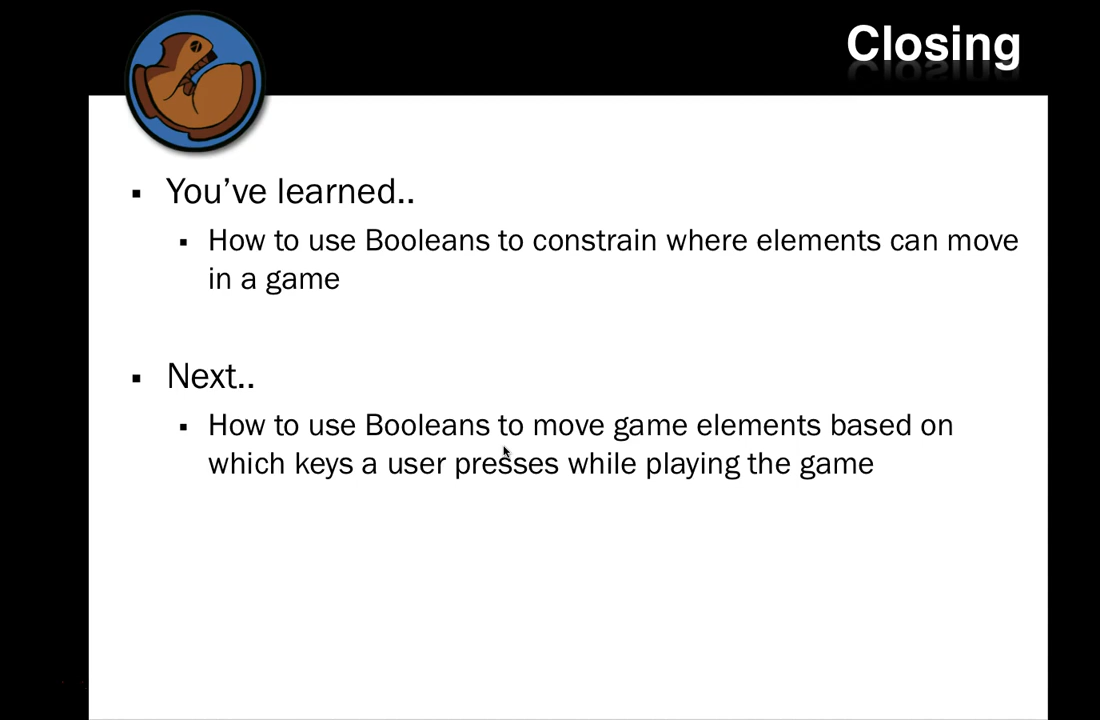 Closing
▪ You’ve learned..
▪ How to use Booleans to constrain where elements can move
in a game
▪ Next..
▪ How to use Booleans to move game elements based on
which keys a user presses while playing the game